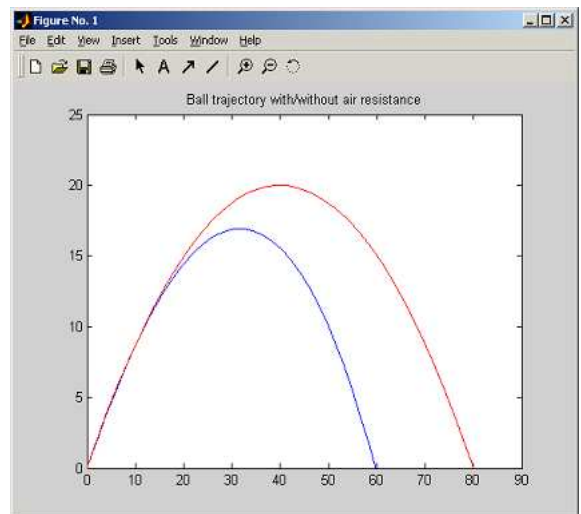 Figure No. 1
File Edit View Insert Tools Window Help
A
Ball trajectory with/without air resistance
25
20
15
10
5
0
0 10 20 30 40 50 60 70 80 90